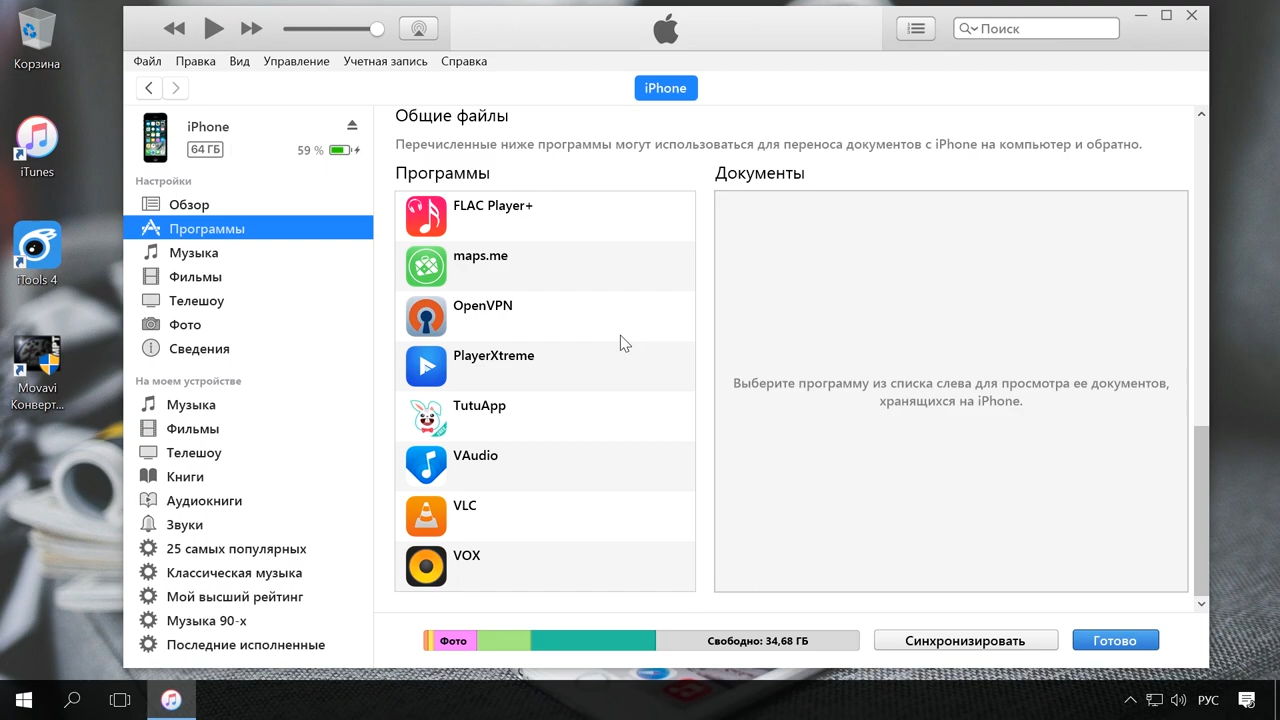 Корзина
iTunes
iTools 4
Movavi
Конверт...
Поиск
Файл Правка Вид Управление Учетная запись Справка
iPhone
iPhone
64 ГБ
59 %
Настройки
Обзор
Программы
Музыка
Фильмы
Телешоу
Фото
Сведения
На моем устройстве
Музыка
Фильмы
Телешоу
Книги
Аудиокниги
Звуки
25 самых популярных
Классическая музыка
Мой высший рейтинг
Музыка 90-х
Последние исполненные
Общие файлы
Перечисленные ниже программы могут использоваться для переноса документов с iPhone на компьютер и обратно.
Программы
FLAC Player+
maps.me
OpenVPN
PlayerXtreme
TutuApp
VAudio
VLC
VOX
Документы
Выберите программу из списка слева для просмотра ее документов,
хранящихся на iPhone.
Фото
Свободно: 34,68 ГБ
Синхронизировать
Готово
РУС